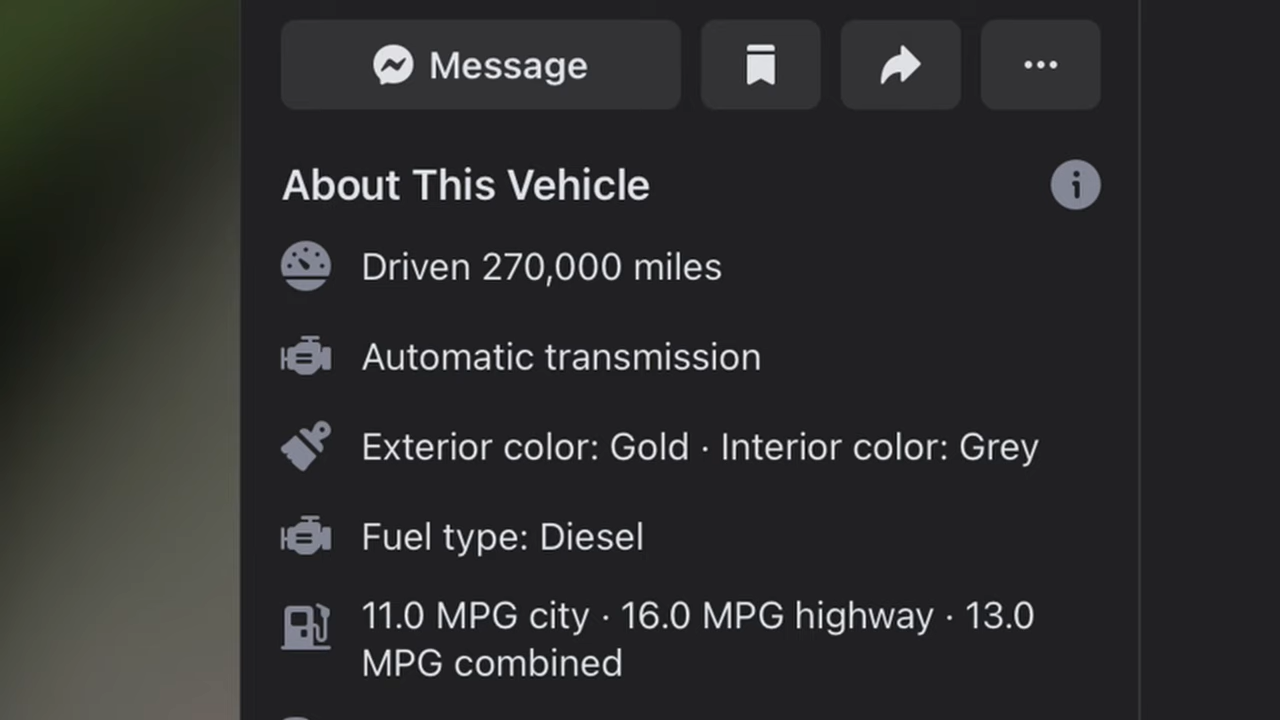 Message
About This Vehicle
Driven 270,000 miles
Automatic transmission
Exterior color: Gold · Interior color: Grey
Fuel type: Diesel
11.0 MPG city · 16.0 MPG highway · 13.0
MPG combined